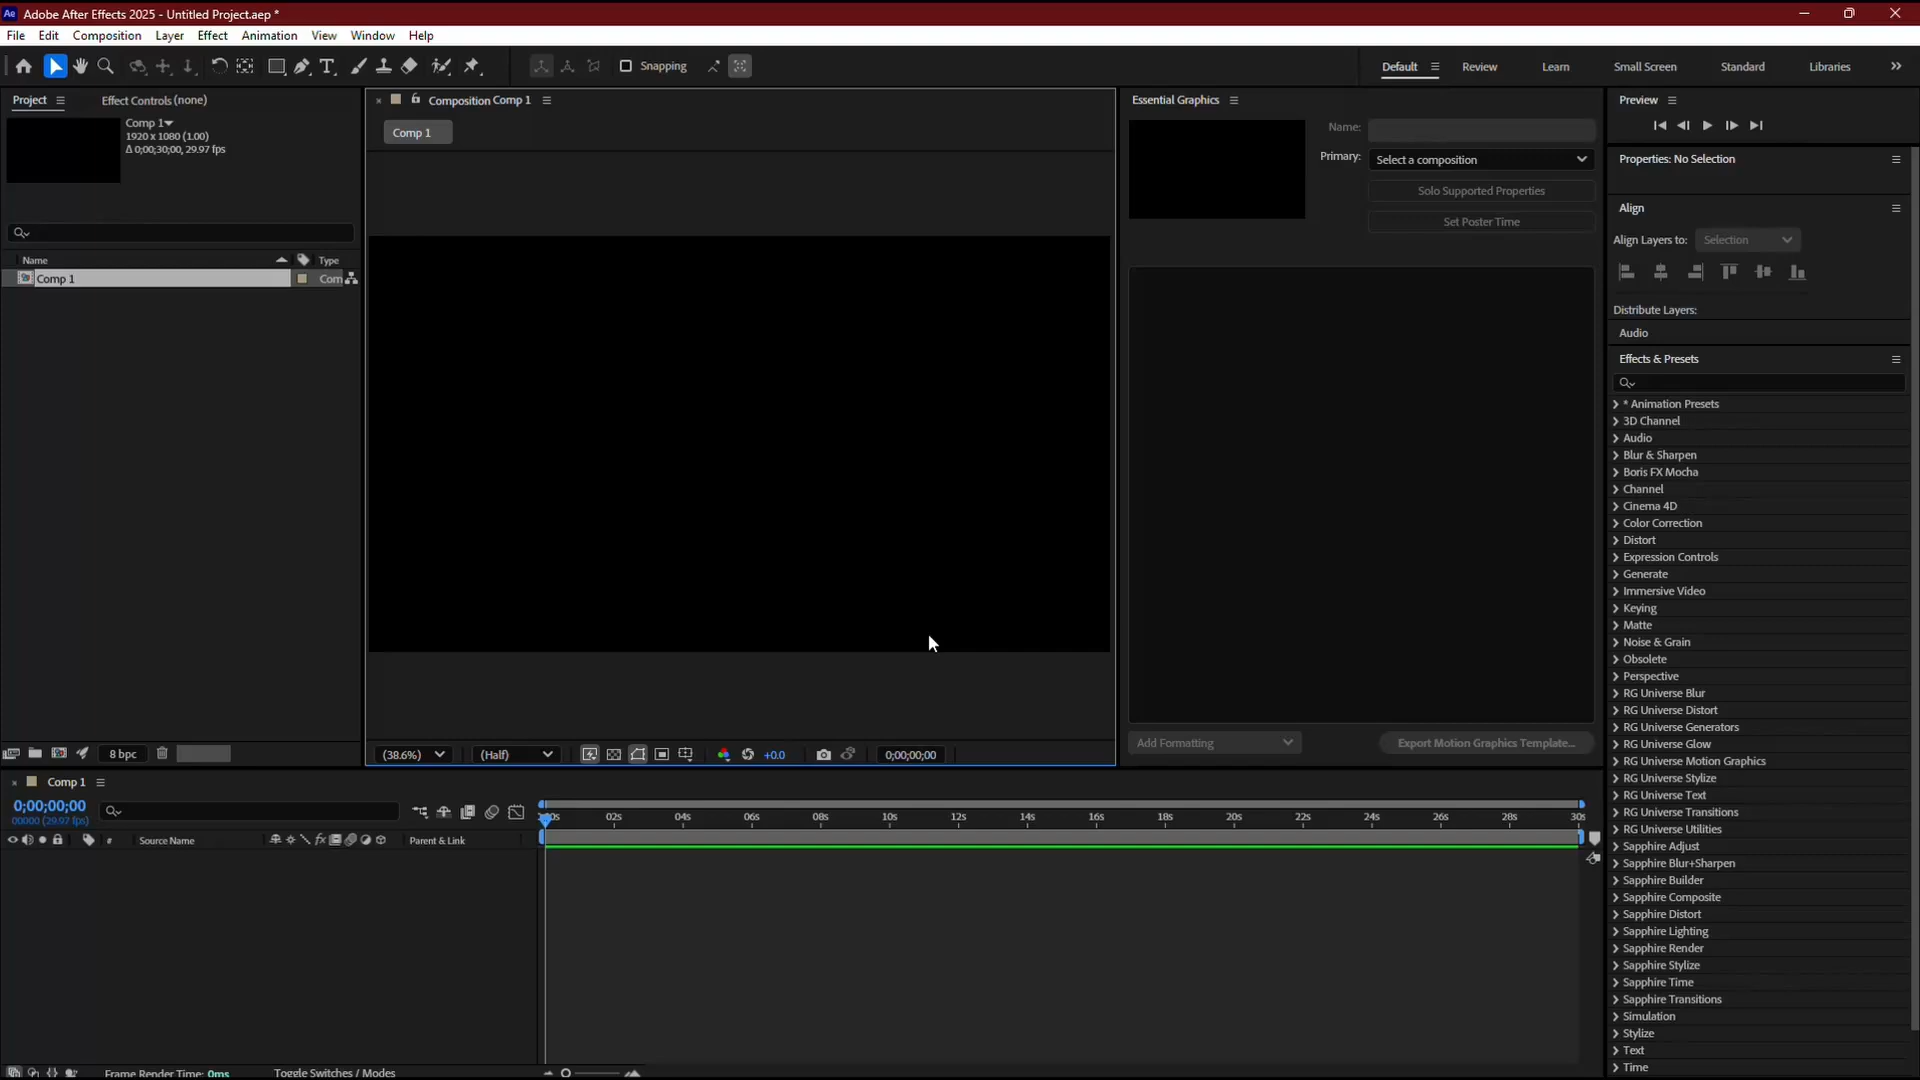 Ae Adobe After Effects 2025 - Untitled Project.aep *
File Edit Composition Layer Effect Animation View Window Help
T Snapping Default Review Learn Small Screen Standard Libraries
Project Effect Controls (none)
Comp 1
1920 x 1080 (1.00)
Δ 0;00;30;00, 29.97 fps
Name Type
Comp 1 Com
8 bpc
Composition Comp 1
Comp 1
(38.6%) (Half) +0.0 0;00;00;00
Essential Graphics
Name:
Primary: Select a composition
Solo Supported Properties
Set Poster Time
Add Formatting Export Motion Graphics Template...
Preview
Properties: No Selection
Align
Align Layers to: Selection
Distribute Layers:
Audio
Effects & Presets
* Animation Presets
3D Channel
Audio
Blur & Sharpen
Boris FX Mocha
Channel
Cinema 4D
Color Correction
Distort
Expression Controls
Generate
Immersive Video
Keying
Matte
Noise & Grain
Obsolete
Perspective
RG Universe Blur
RG Universe Distort
RG Universe Generators
RG Universe Glow
RG Universe Motion Graphics
RG Universe Stylize
RG Universe Text
RG Universe Transitions
RG Universe Utilities
Sapphire Adjust
Sapphire Blur+Sharpen
Sapphire Builder
Sapphire Composite
Sapphire Distort
Sapphire Lighting
Sapphire Render
Sapphire Stylize
Sapphire Time
Sapphire Transitions
Simulation
Stylize
Text
Time
Comp 1
0;00;00;00
00000 (29.97 fps)
02s 04s 06s 08s 10s 12s 14s 16s 18s 20s 22s 24s 26s 28s 30s
# Source Name fx Parent & Link
Frame Render Time: 0ms Toggle Switches / Modes